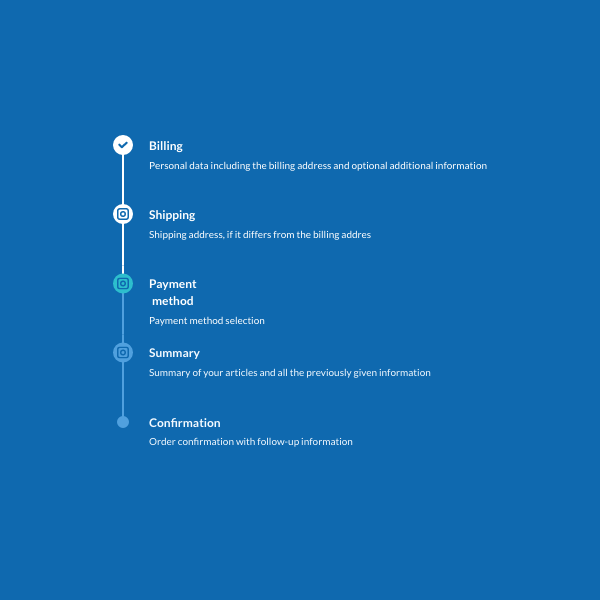 Billing
Personal data including the billing address and optional additional information
Shipping
Shipping address, if it differs from the billing addres
Payment
method
Payment method selection
Summary
Summary of your articles and all the previously given information
Confirmation
Order confirmation with follow-up information